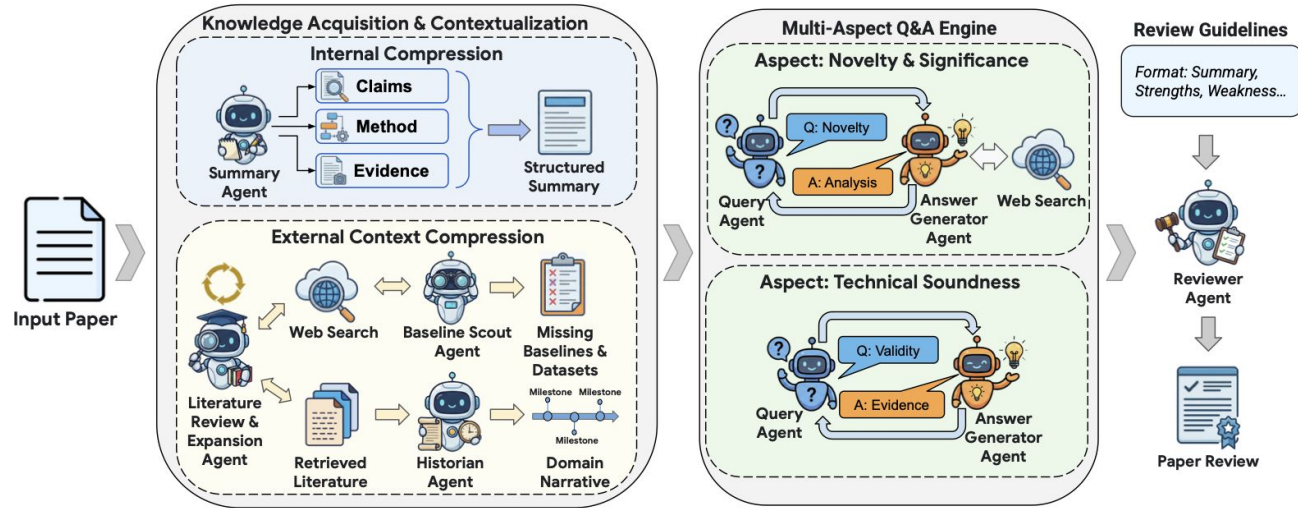 Knowledge Acquisition & Contextualization
Internal Compression
Claims
Method
Evidence
Summary
Agent
Structured
Summary
Input Paper
External Context Compression
Web Search
Baseline Scout
Agent
Missing
Baselines &
Datasets
Literature
Review &
Expansion
Agent
Retrieved
Literature
Historian
Agent
Milestone
Milestone
Milestone
Domain
Narrative
Multi-Aspect Q&A Engine
Aspect: Novelty & Significance
?
?
Q: Novelty
A: Analysis
Query
Agent
Answer
Generator
Agent
Web Search
Aspect: Technical Soundness
?
?
Q: Validity
A: Evidence
Query
Agent
Answer
Generator
Agent
Review Guidelines
Format: Summary,
Strengths, Weakness...
Reviewer
Agent
Paper Review